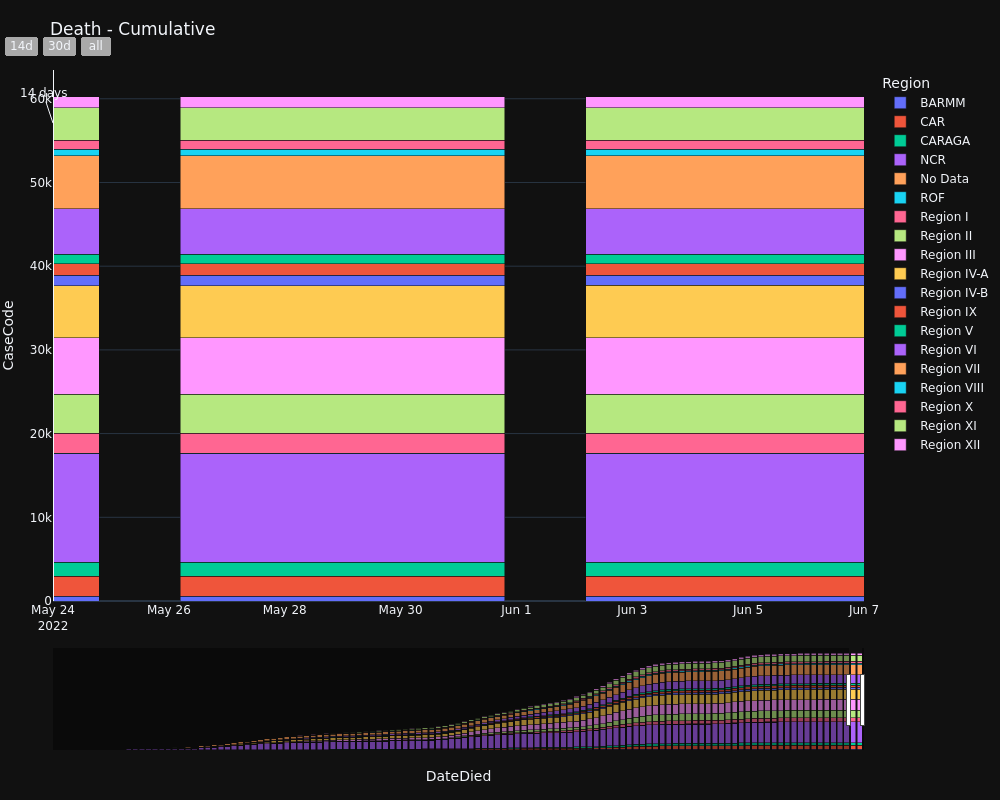 Death - Cumulative
14d 30d all
14 days
Region
BARMM
CAR
CARAGA
NCR
No Data
ROF
Region I
Region II
Region III
Region IV-A
Region IV-B
Region IX
Region V
Region VI
Region VII
Region VIII
Region X
Region XI
Region XII
60k
50k
40k
30k
20k
10k
0
CaseCode
May 24 May 26 May 28 May 30 Jun 1 Jun 3 Jun 5 Jun 7
2022
DateDied